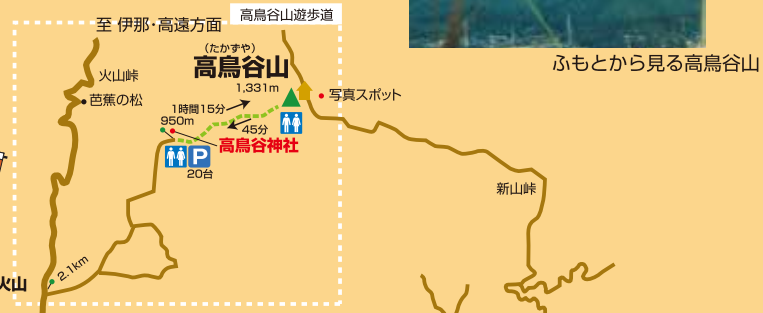 高鳥谷山遊歩道
至 伊那・高遠方面
(たかずや)
高鳥谷山
1,331m
火山峠
芭蕉の松
写真スポット
1時間15分
950m
45分
高鳥谷神社
P
20台
新山峠
2.1km
火山
ふもとから見る高鳥谷山